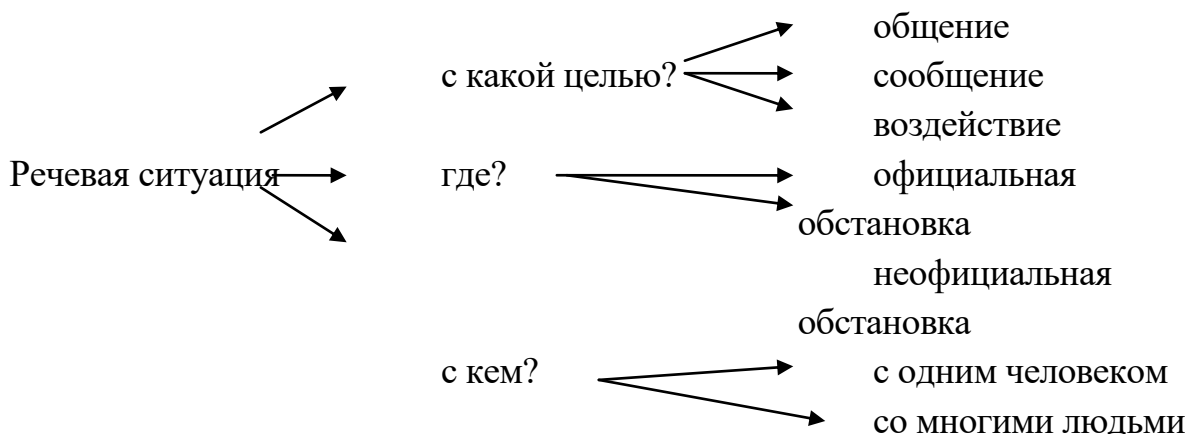 общение
с какой целью? сообщение
воздействие
Речевая ситуация где? официальная
обстановка
неофициальная
обстановка
с кем? с одним человеком
со многими людьми